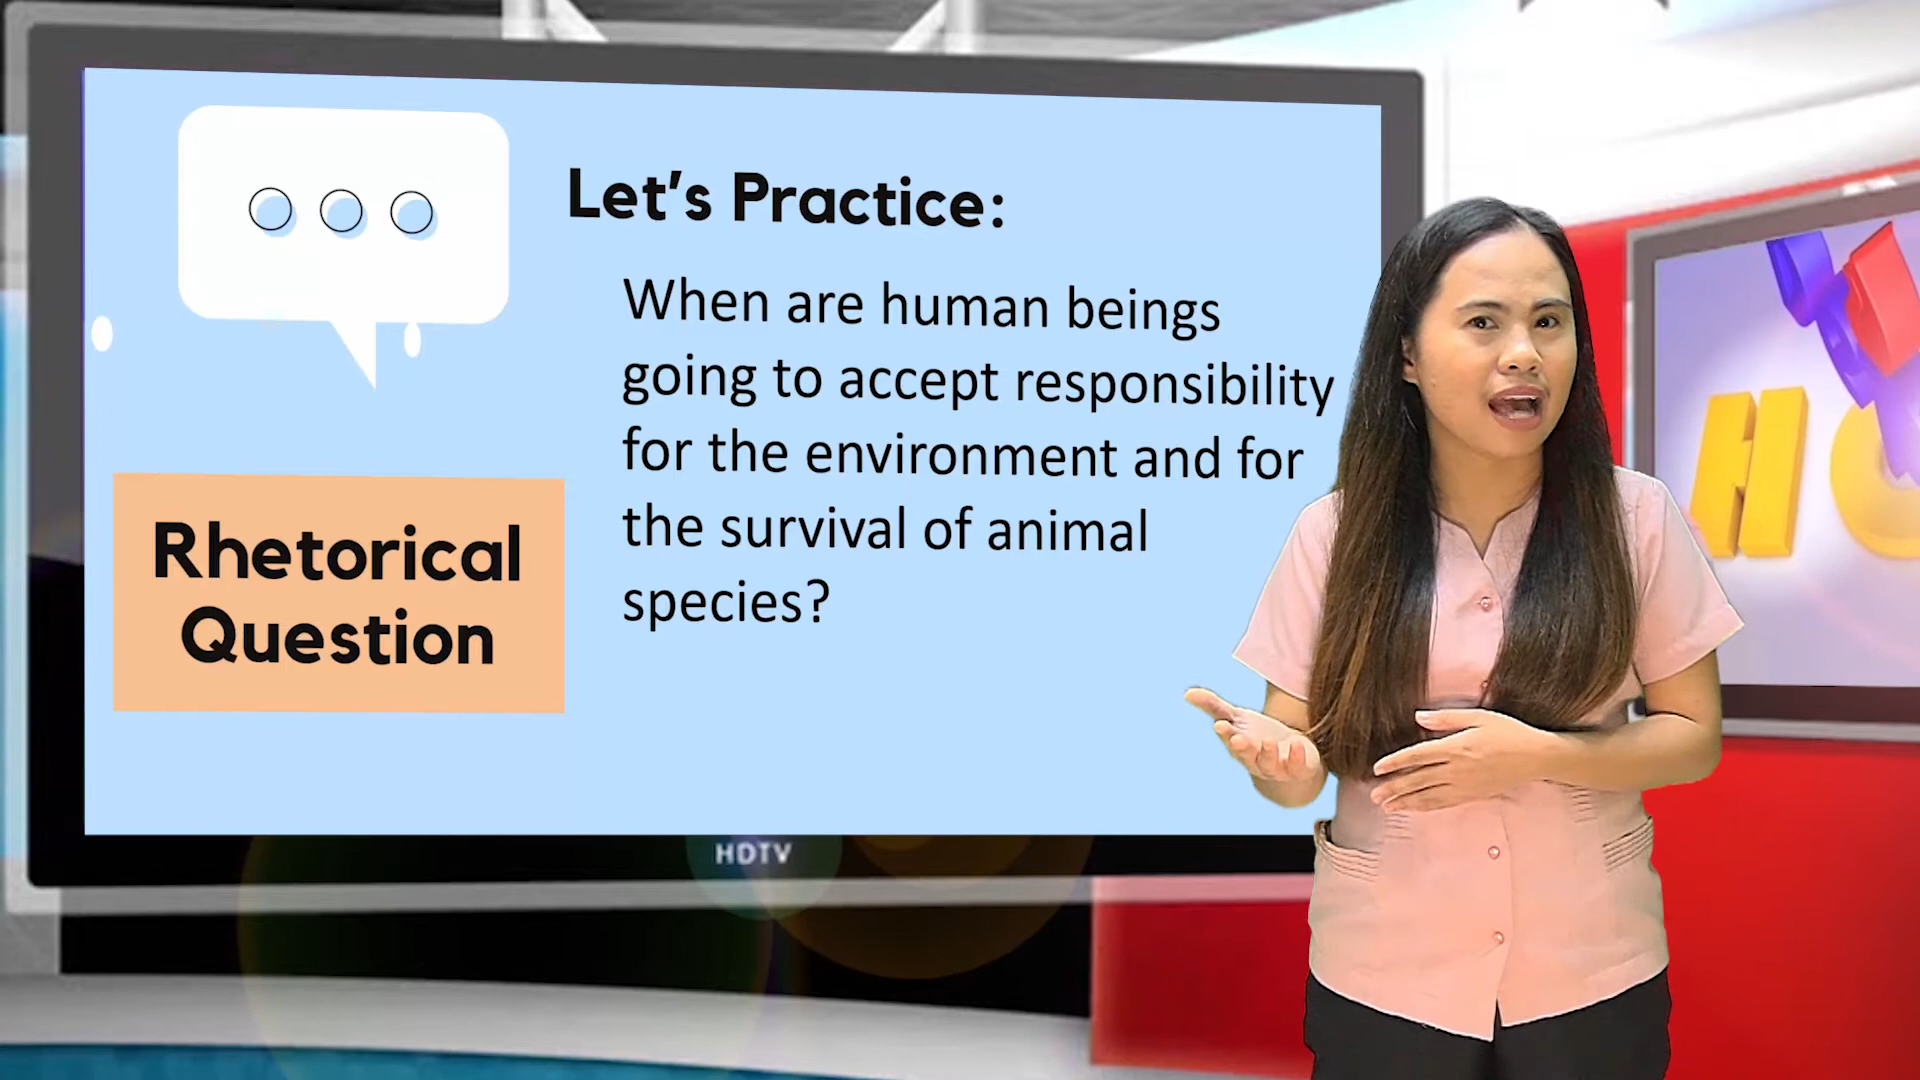 Let's Practice:
When are human beings
going to accept responsibility
for the environment and for
the survival of animal
species?
Rhetorical
Question
HDTV